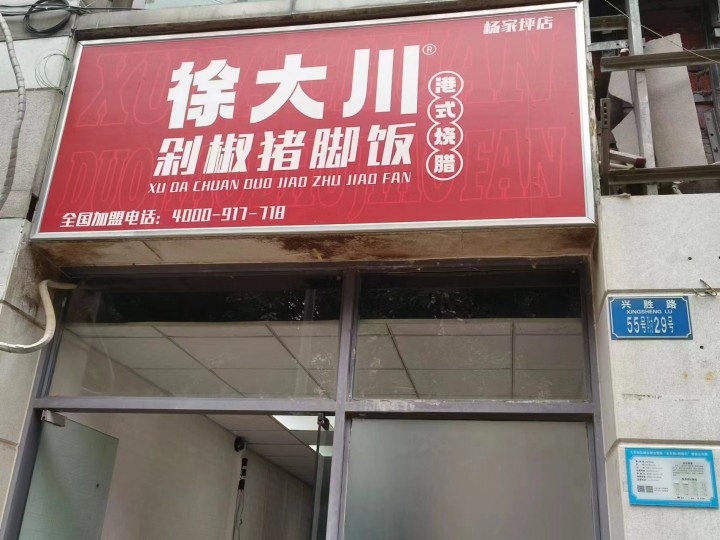 杨家坪店
徐大川®
港式烧腊
剁椒猪脚饭
XU DA CHUAN DUO JIAO ZHU JIAO FAN
全国加盟电话：4000-917-718
兴胜路
XINGSHENG LU
55号附29号